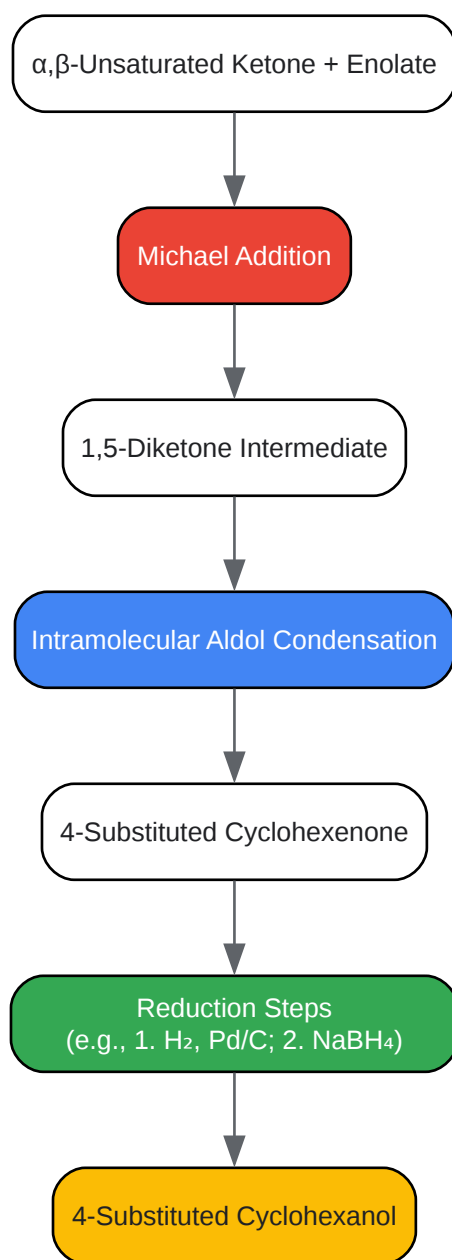 α,β-Unsaturated Ketone + Enolate
Michael Addition
1,5-Diketone Intermediate
Intramolecular Aldol Condensation
4-Substituted Cyclohexenone
Reduction Steps
(e.g., 1. H₂, Pd/C; 2. NaBH₄)
4-Substituted Cyclohexanol